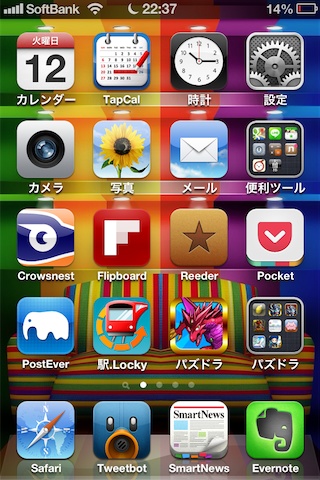 SoftBank 22:37 14%
火曜日
12
カレンダー TapCal 時計 設定
カメラ 写真 メール 便利ツール
Crowsnest Flipboard Reeder Pocket
PostEver 駅.Locky パズドラ パズドラ
SmartNews
Safari Tweetbot SmartNews Evernote